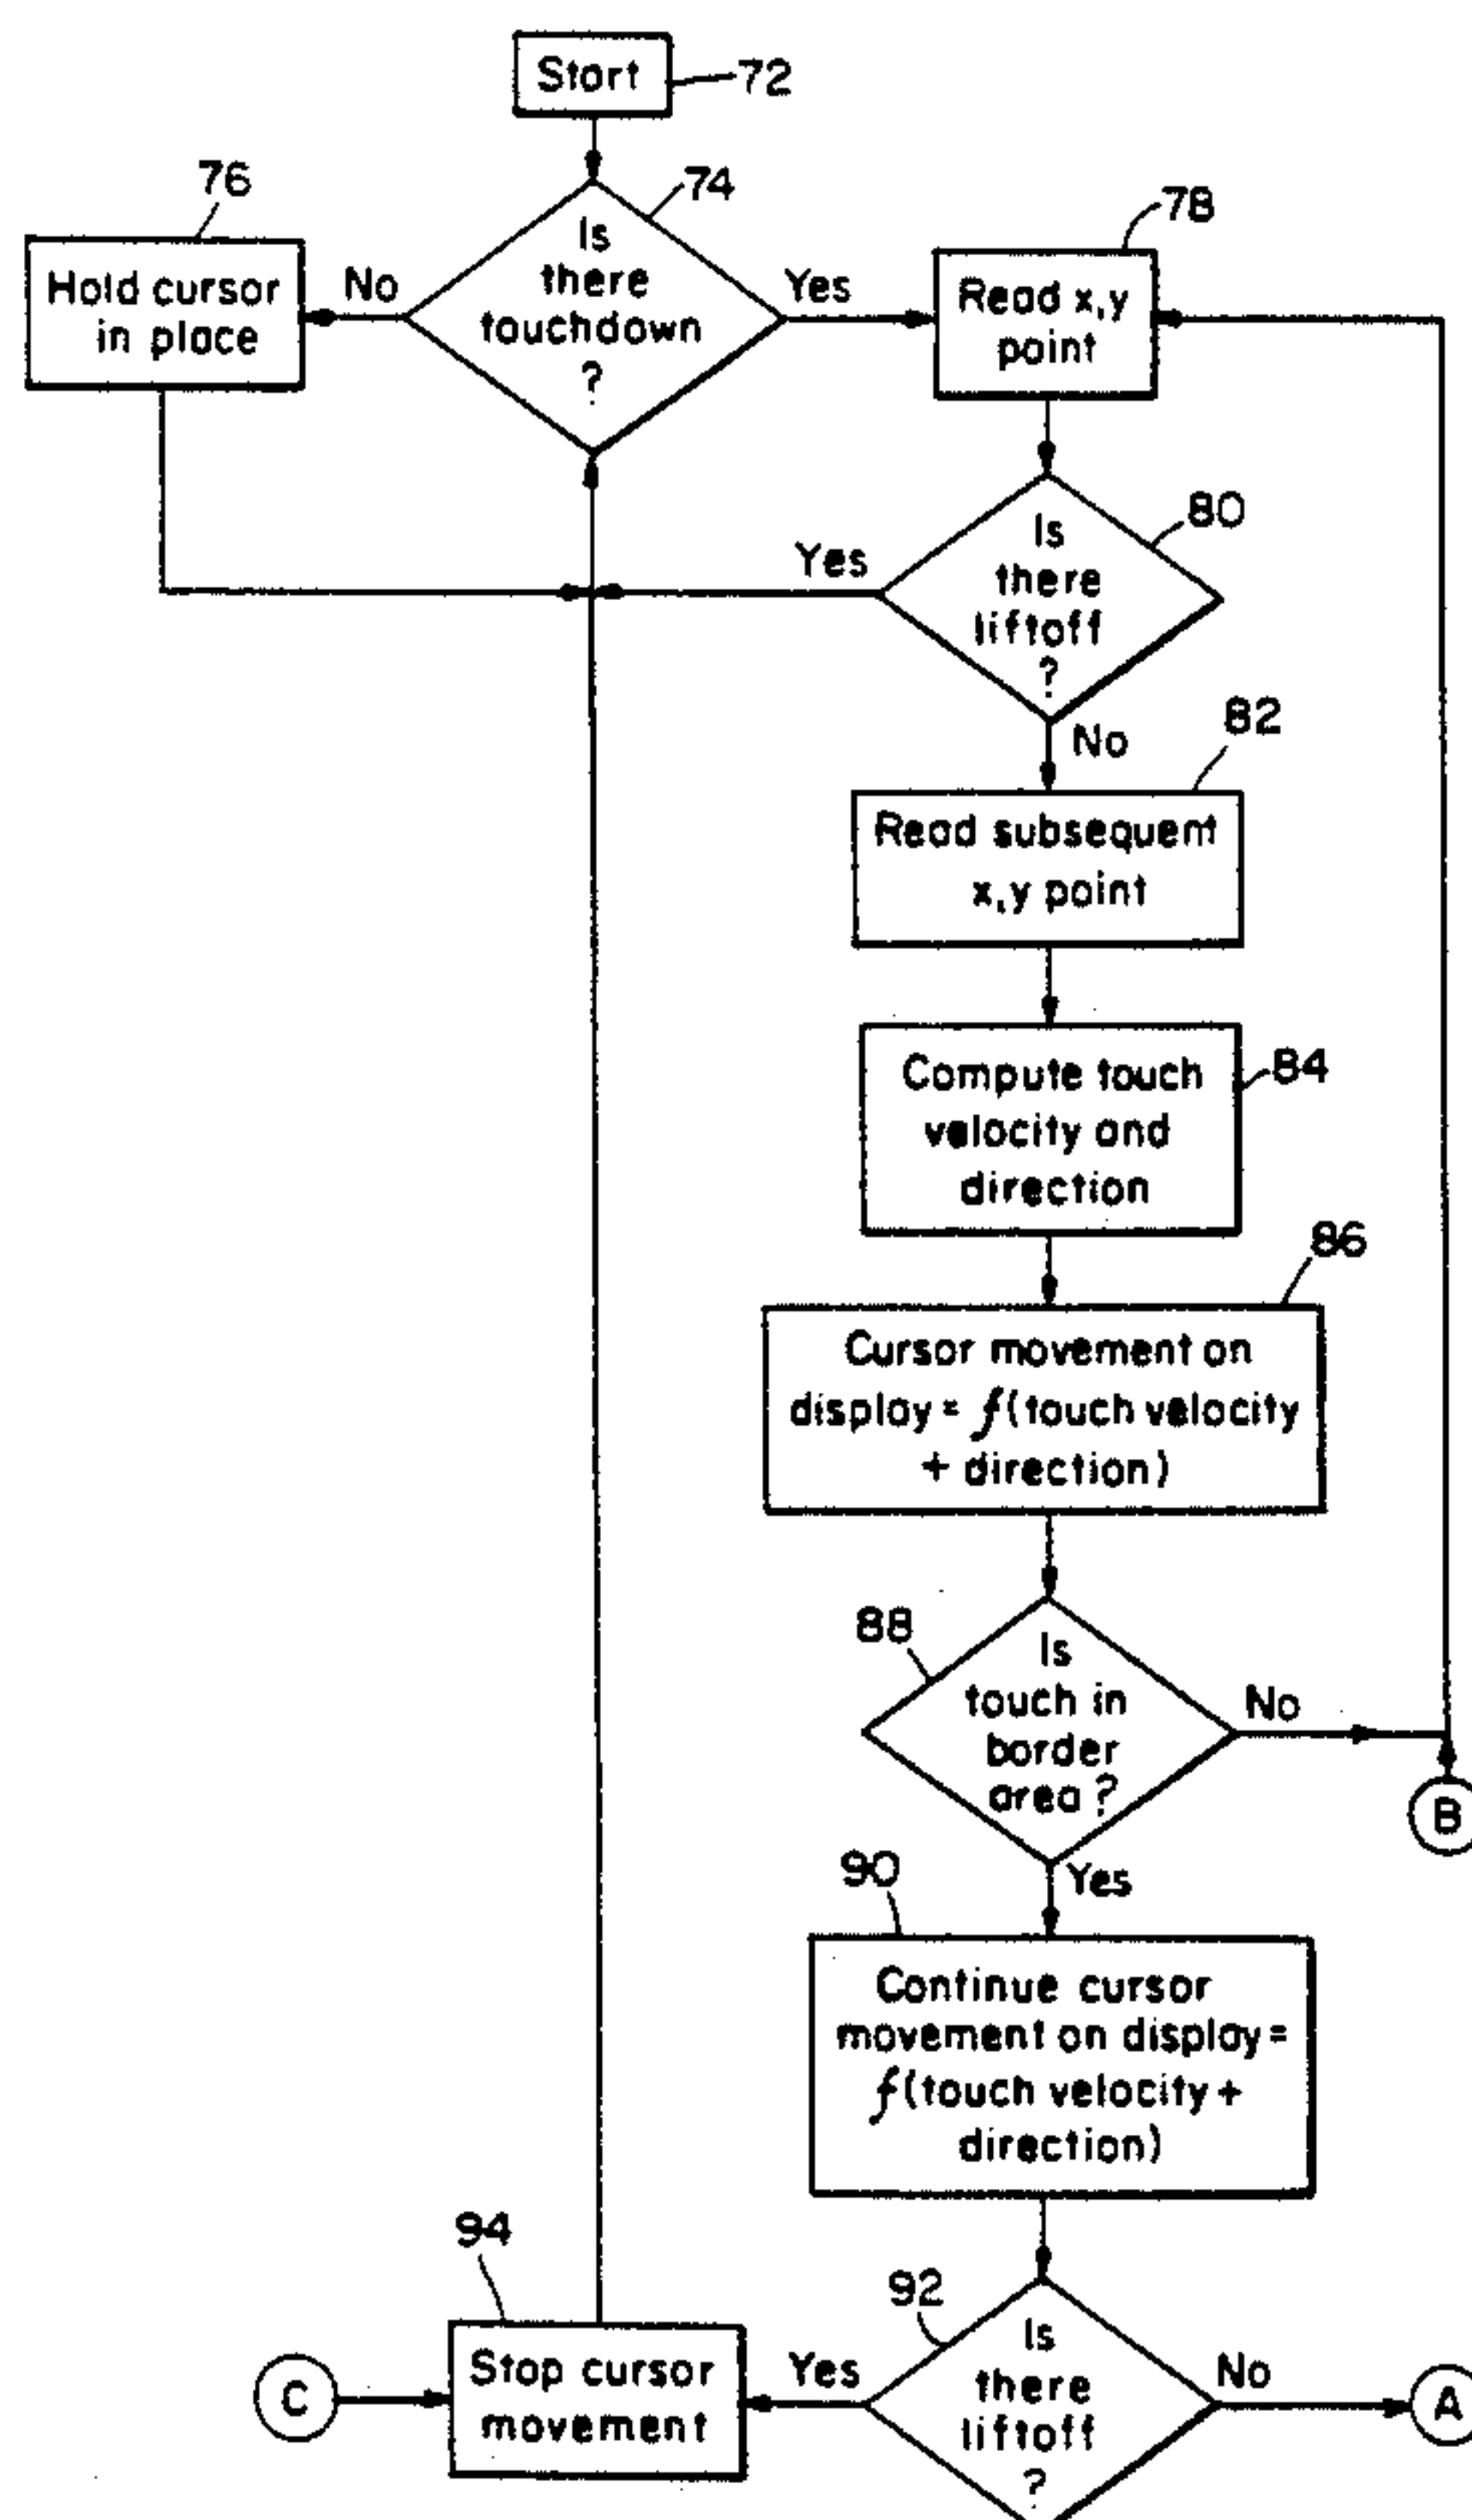 Start
72
76
74
78
Hold cursor
in place
No
Is
there
touchdown
?
Yes
Read x,y
point
80
Is
there
liftoff
?
Yes
No
82
Read subsequent
x,y point
Compute touch
velocity and
direction
84
86
Cursor movement on
display = f(touch velocity
+ direction)
88
Is
touch in
border
area ?
No
B
Yes
90
Continue cursor
movement on display =
f(touch velocity +
direction)
94
92
C
Stop cursor
movement
Yes
Is
there
liftoff
?
No
A